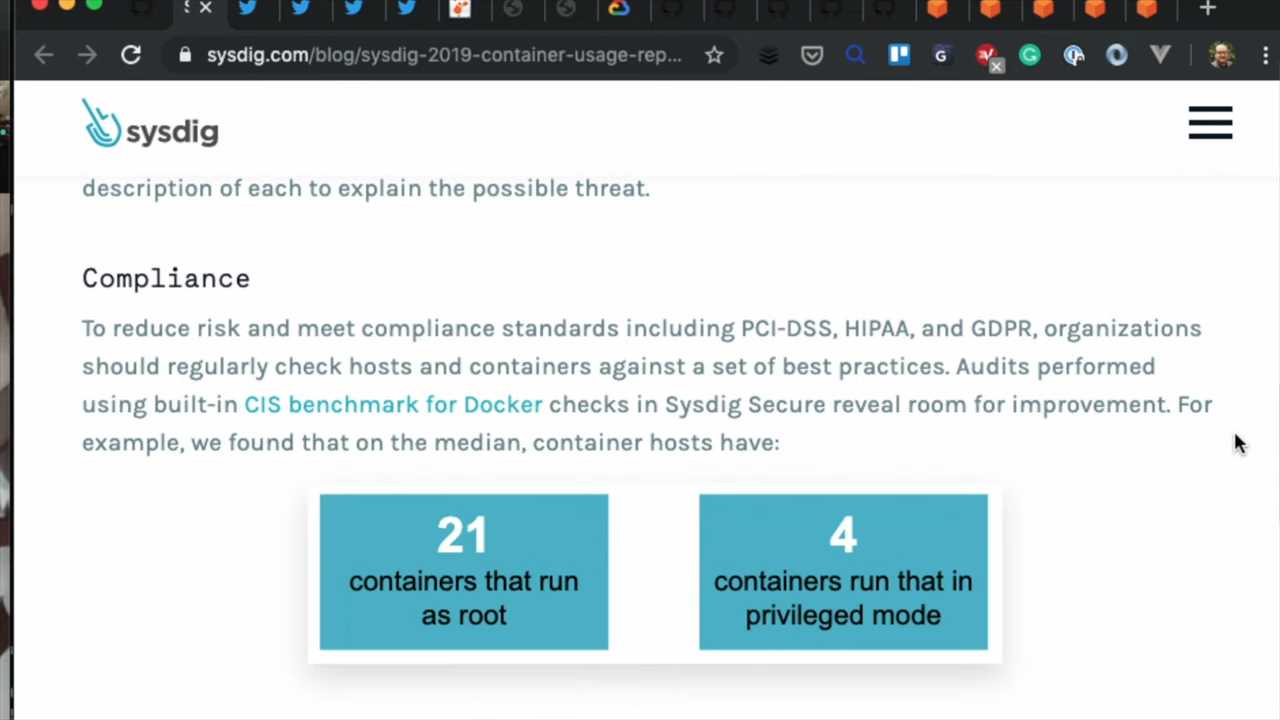 sysdig.com/blog/sysdig-2019-container-usage-rep...
sysdig
description of each to explain the possible threat.
Compliance
To reduce risk and meet compliance standards including PCI-DSS, HIPAA, and GDPR, organizations
should regularly check hosts and containers against a set of best practices. Audits performed
using built-in CIS benchmark for Docker checks in Sysdig Secure reveal room for improvement. For
example, we found that on the median, container hosts have:
21
containers that run
as root
4
containers run that in
privileged mode